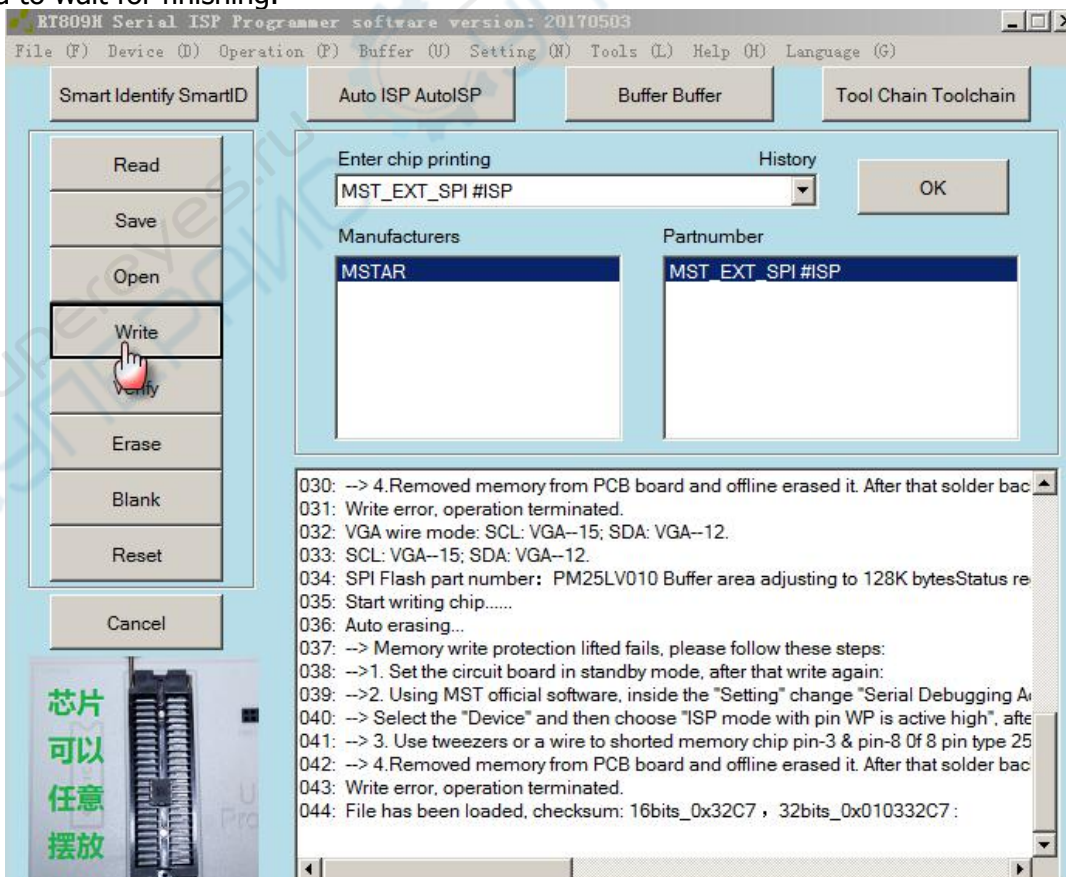 to wait for finishing.
RT809H Serial ISP Programmer software version: 20170503
File (F) Device (D) Operation (P) Buffer (U) Setting (N) Tools (L) Help (H) Language (G)
Smart Identify SmartID
Auto ISP AutoISP
Buffer Buffer
Tool Chain Toolchain
Read
Save
Open
Write
Verify
Erase
Blank
Reset
Cancel
Enter chip printing
History
MST_EXT_SPI #ISP
OK
Manufacturers
Partnumber
MSTAR
MST_EXT_SPI #ISP
030: --> 4.Removed memory from PCB board and offline erased it. After that solder bac
031: Write error, operation terminated.
032: VGA wire mode: SCL: VGA--15; SDA: VGA--12.
033: SCL: VGA--15; SDA: VGA--12.
034: SPI Flash part number: PM25LV010 Buffer area adjusting to 128K bytesStatus re
035: Start writing chip......
036: Auto erasing...
037: --> Memory write protection lifted fails, please follow these steps:
038: -->1. Set the circuit board in standby mode, after that write again:
039: -->2. Using MST official software, inside the "Setting" change "Serial Debugging A
040: --> Select the "Device" and then choose "ISP mode with pin WP is active high", afte
041: --> 3. Use tweezers or a wire to shorted memory chip pin-3 & pin-8 0f 8 pin type 25
042: --> 4.Removed memory from PCB board and offline erased it. After that solder bac
043: Write error, operation terminated.
044: File has been loaded, checksum: 16bits_0x32C7，32bits_0x010332C7 :
芯片
可以
任意
摆放